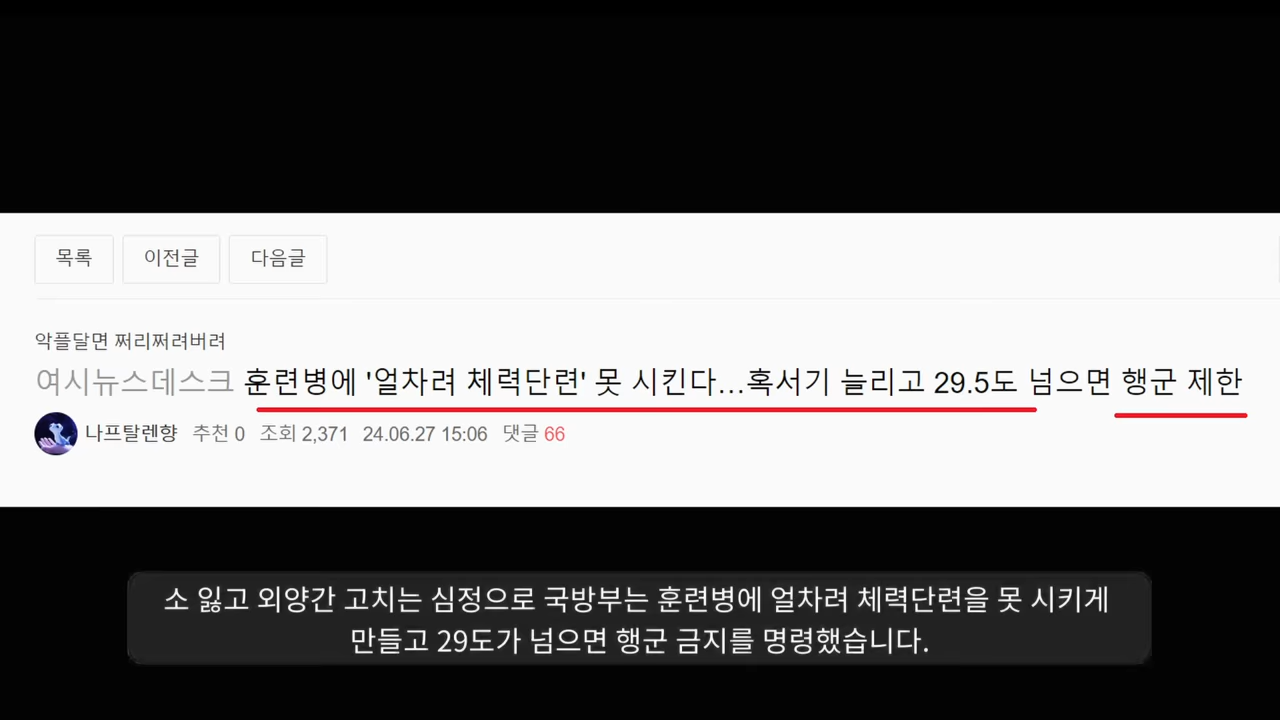 목록 이전글 다음글
악플달면 쩌리쩌려버려
여시뉴스데스크 훈련병에 '얼차려 체력단련' 못 시킨다…혹서기 늘리고 29.5도 넘으면 행군 제한
나프탈렌향 추천 0 조회 2,371 24.06.27 15:06 댓글 66
소 잃고 외양간 고치는 심정으로 국방부는 훈련병에 얼차려 체력단련을 못 시키게
만들고 29도가 넘으면 행군 금지를 명령했습니다.